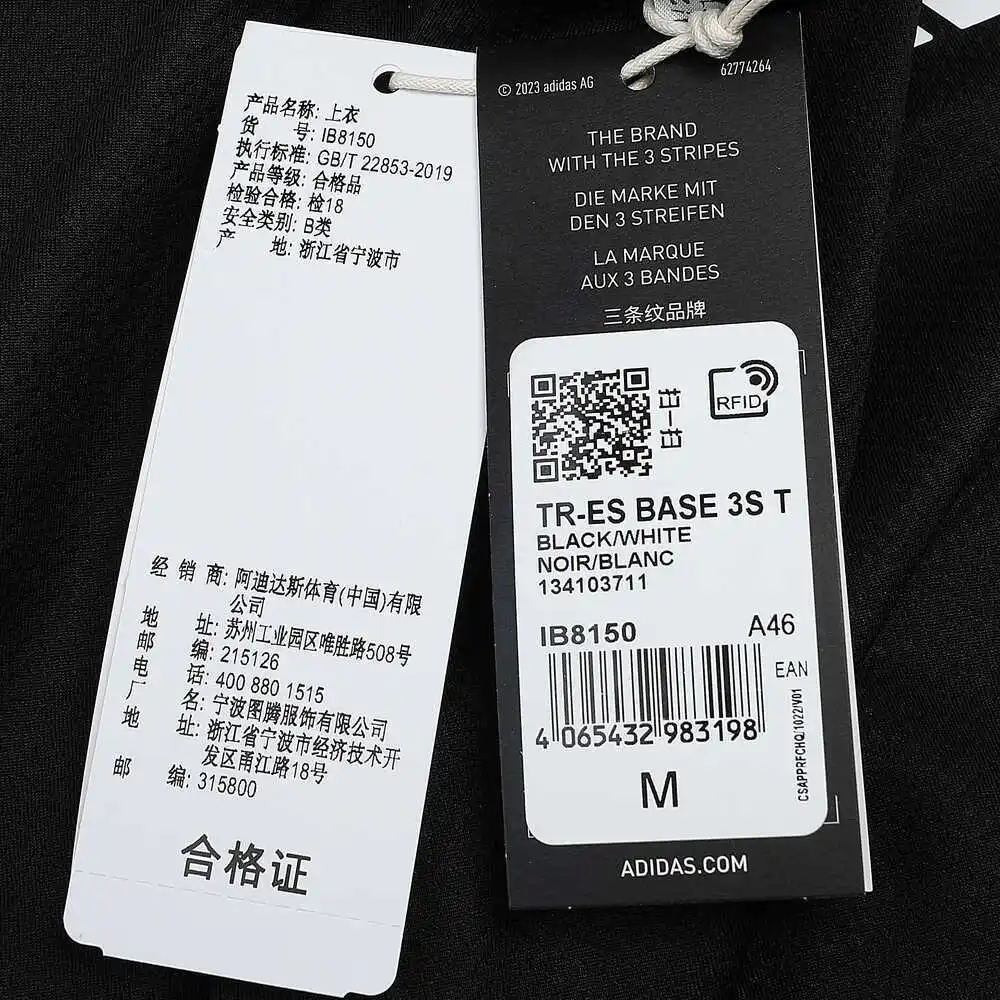 产品名称: 上衣
货 号: IB8150
执行标准: GB/T 22853-2019
产品等级: 合格品
检验合格: 检18
安全类别: B类
产 地: 浙江省宁波市
经 销 商: 阿迪达斯体育(中国)有限
公司
地 址: 苏州工业园区唯胜路508号
邮 编: 215126
电 话: 400 880 1515
厂 名: 宁波图腾服饰有限公司
地 址: 浙江省宁波市经济技术开
发区甬江路18号
邮 编: 315800
合格证
© 2023 adidas AG
62774264
THE BRAND
WITH THE 3 STRIPES
DIE MARKE MIT
DEN 3 STREIFEN
LA MARQUE
AUX 3 BANDES
三条纹品牌
RFID
TR-ES BASE 3S T
BLACK/WHITE
NOIR/BLANC
134103711
IB8150
A46
EAN
4 065432 983198
CSAPPRFCHQ/1022/V01
M
ADIDAS.COM